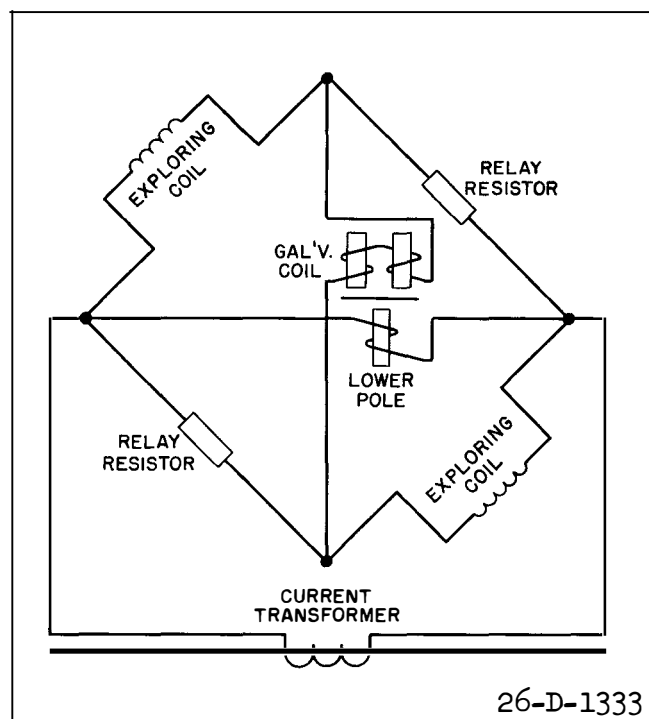 EXPLORING
COIL
RELAY
RESISTOR
GAL'V.
COIL
LOWER
POLE
RELAY
RESISTOR
EXPLORING
COIL
CURRENT
TRANSFORMER
26-D-1333